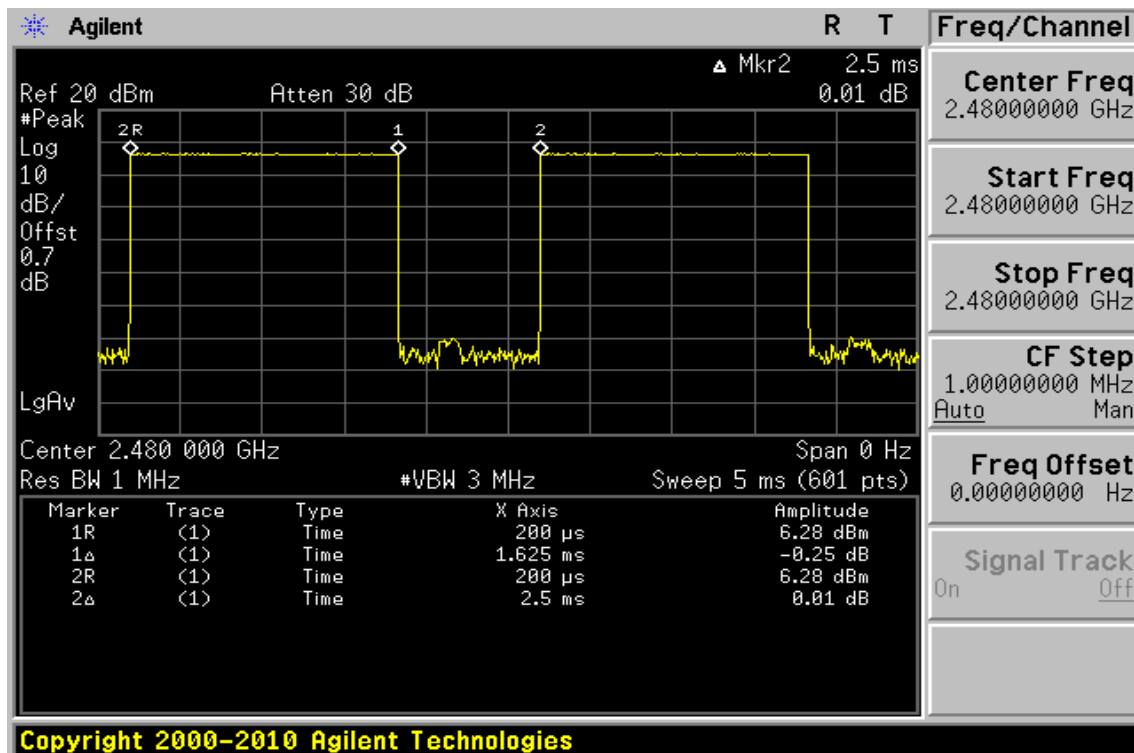 Agilent R T
Freq/Channel
▵ Mkr2 2.5 ms
Ref 20 dBm Atten 30 dB 0.01 dB
#Peak
Log
10
dB/
Offst
0.7
dB
LgAv
2R 1 2
Center 2.480 000 GHz Span 0 Hz
Res BW 1 MHz #VBW 3 MHz Sweep 5 ms (601 pts)
Marker Trace Type X Axis Amplitude
1R (1) Time 200 µs 6.28 dBm
1▵ (1) Time 1.625 ms -0.25 dB
2R (1) Time 200 µs 6.28 dBm
2▵ (1) Time 2.5 ms 0.01 dB
Center Freq
2.48000000 GHz
Start Freq
2.48000000 GHz
Stop Freq
2.48000000 GHz
CF Step
1.00000000 MHz
Auto Man
Freq Offset
0.00000000 Hz
Signal Track
On Off
Copyright 2000-2010 Agilent Technologies